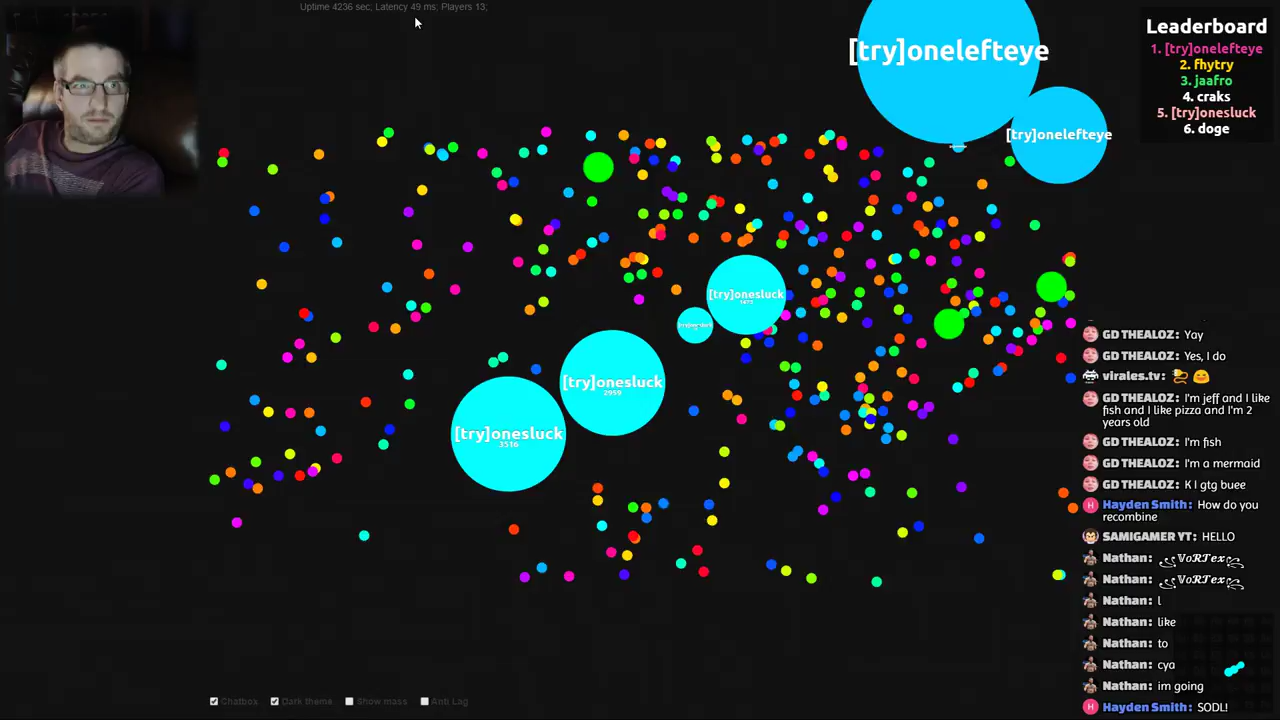 Uptime 4236 sec; Latency 49 ms; Players 13;
[try]onelefteye
[try]onelefteye
Leaderboard
1. [try]onelefteye
2. fhytry
3. jaafro
4. craks
5. [try]onesluck
6. doge
[try]onesluck
1475
[try]onesluck
2959
[try]onesluck
3516
GD THEALOZ: Yay
GD THEALOZ: Yes, I do
virales.tv:
GD THEALOZ: I'm jeff and I like
fish and I like pizza and I'm 2
years old
GD THEALOZ: I'm fish
GD THEALOZ: I'm a mermaid
GD THEALOZ: K I gtg buee
Hayden Smith: How do you
recombine
SAMIGAMER YT: HELLO
Nathan: ꧁༒VoRTex༒꧂
Nathan: ꧁༒VoRTex༒꧂
Nathan: l
Nathan: like
Nathan: to
Nathan: cya
Nathan: im going
Hayden Smith: SODL!
Chatbox Dark theme Show mass Anti Lag